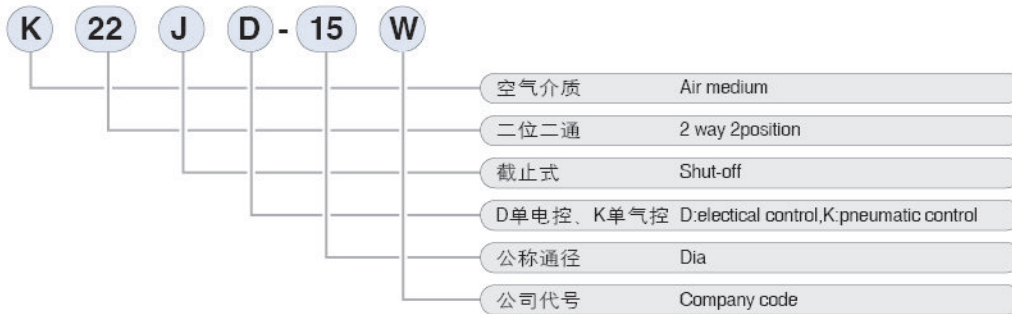 K 22 J D - 15 W
空气介质 Air medium
二位二通 2 way 2position
截止式 Shut-off
D单电控、K单气控 D:electical control,K:pneumatic control
公称通径 Dia
公司代号 Company code